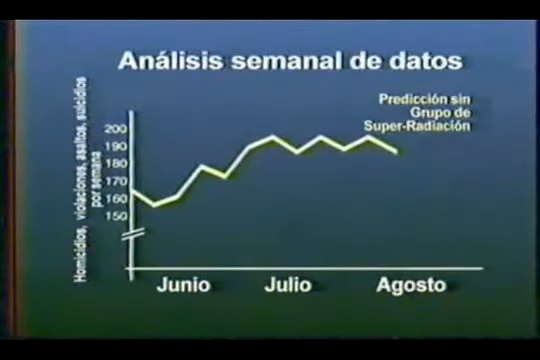 Análisis semanal de datos
Predicción sin
Grupo de
Super-Radiación
Homicidios, violaciones, asaltos, suicidios
por semana
200
190
180
170
160
150
Junio
Julio
Agosto